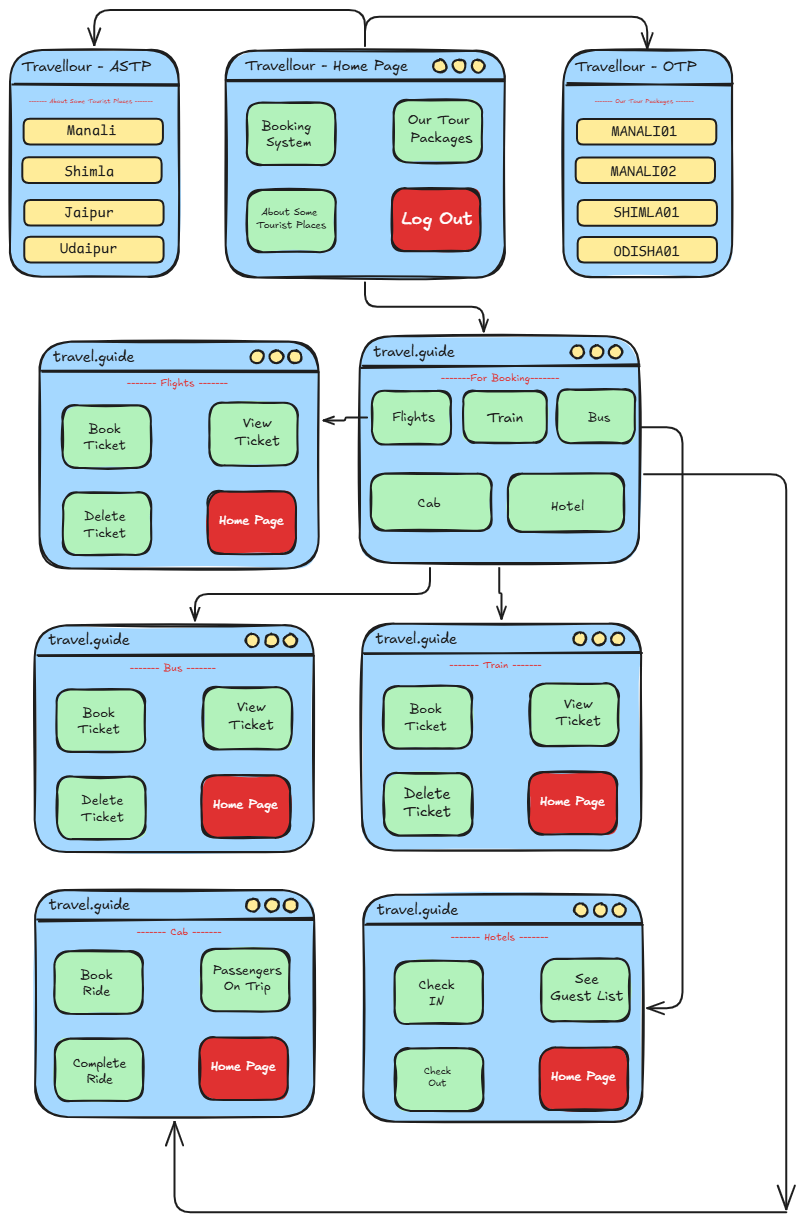 Travellour - ASTP
------ About Some Tourist Places ------
Manali
Shimla
Jaipur
Udaipur
Travellour - Home Page
Booking
System
Our Tour
Packages
About Some
Tourist Places
Log Out
Travellour - OTP
------ Our Tour Packages ------
MANALI01
MANALI02
SHIMLA01
ODISHA01
travel.guide
------- Flights -------
Book
Ticket
View
Ticket
Delete
Ticket
Home Page
travel.guide
-------For Booking-------
Flights
Train
Bus
Cab
Hotel
travel.guide
------- Bus -------
Book
Ticket
View
Ticket
Delete
Ticket
Home Page
travel.guide
------- Train -------
Book
Ticket
View
Ticket
Delete
Ticket
Home Page
travel.guide
------- Cab -------
Book
Ride
Passengers
On Trip
Complete
Ride
Home Page
travel.guide
------- Hotels -------
Check
IN
See
Guest List
Check
Out
Home Page